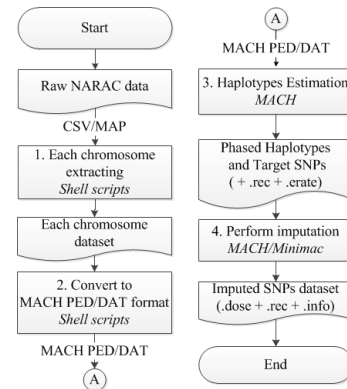 Start
Raw NARAC data
CSV/MAP
1. Each chromosome
extracting
Shell scripts
Each chromosome
dataset
2. Convert to
MACH PED/DAT format
Shell scripts
MACH PED/DAT
A
A
MACH PED/DAT
3. Haplotypes Estimation
MACH
Phased Haplotypes
and Target SNPs
( + .rec + .erate)
4. Perform imputation
MACH/Minimac
Imputed SNPs dataset
(.dose + .rec + .info)
End